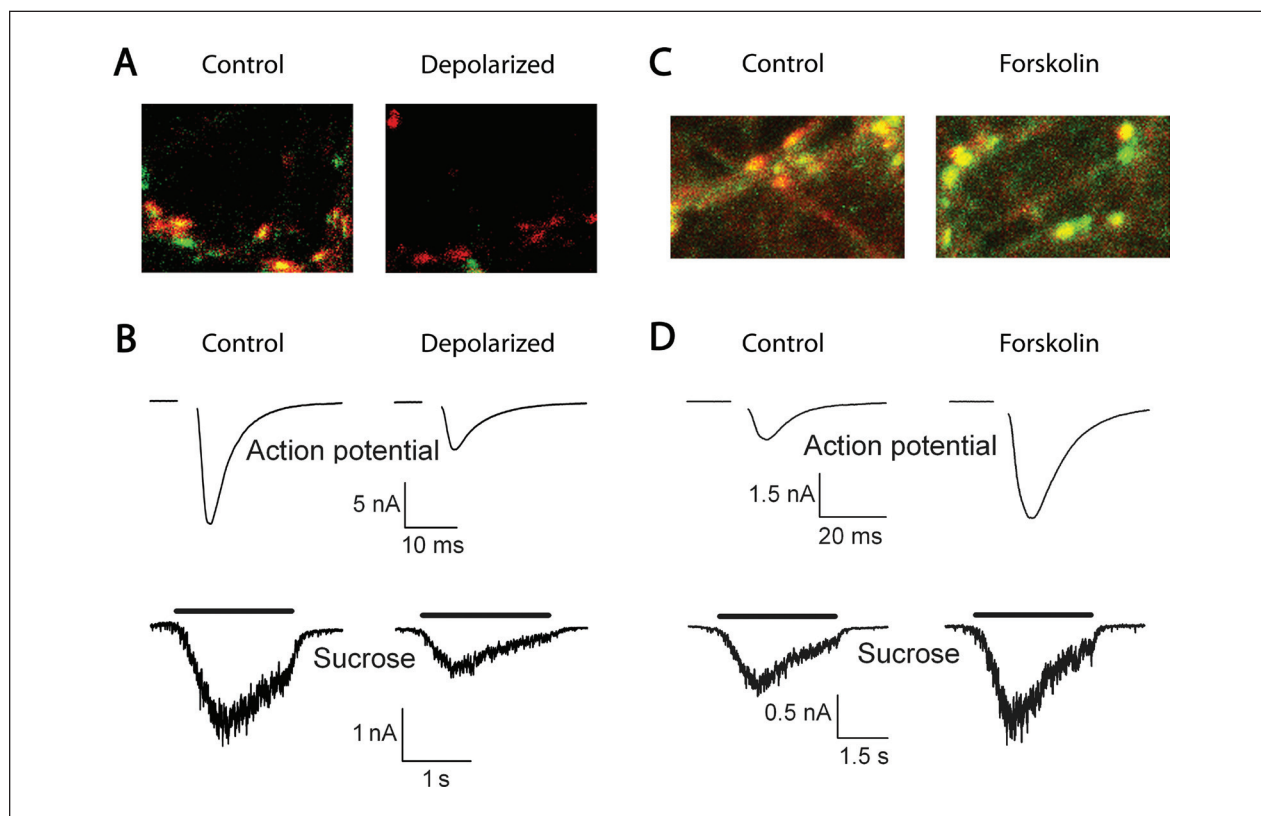 A
Control
Depolarized
C
Control
Forskolin
B
Control
Depolarized
D
Control
Forskolin
Action potential
5 nA
10 ms
Action potential
1.5 nA
20 ms
Sucrose
1 nA
1 s
Sucrose
0.5 nA
1.5 s